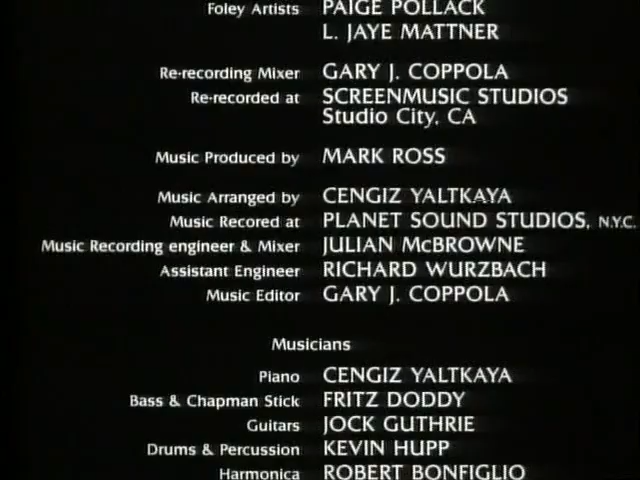 Foley Artists PAIGE POLLACK
L. JAYE MATTNER
Re-recording Mixer GARY J. COPPOLA
Re-recorded at SCREENMUSIC STUDIOS
Studio City, CA
Music Produced by MARK ROSS
Music Arranged by CENGIZ YALTKAYA
Music Recored at PLANET SOUND STUDIOS, N.Y.C.
Music Recording engineer & Mixer JULIAN McBROWNE
Assistant Engineer RICHARD WURZBACH
Music Editor GARY J. COPPOLA
Musicians
Piano CENGIZ YALTKAYA
Bass & Chapman Stick FRITZ DODDY
Guitars JOCK GUTHRIE
Drums & Percussion KEVIN HUPP
Harmonica ROBERT BONFIGLIO